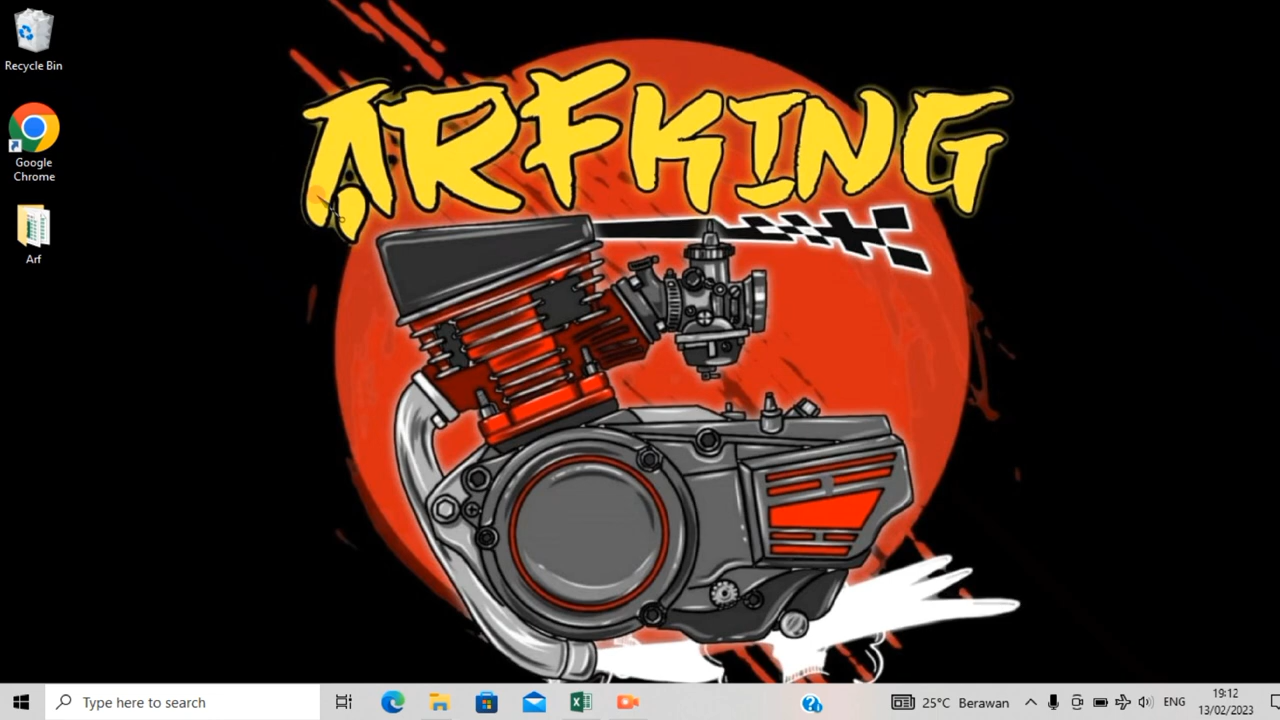 Recycle Bin
Google
Chrome
Arf
ARFKING
Type here to search
25°C Berawan
ENG
19:12
13/02/2023